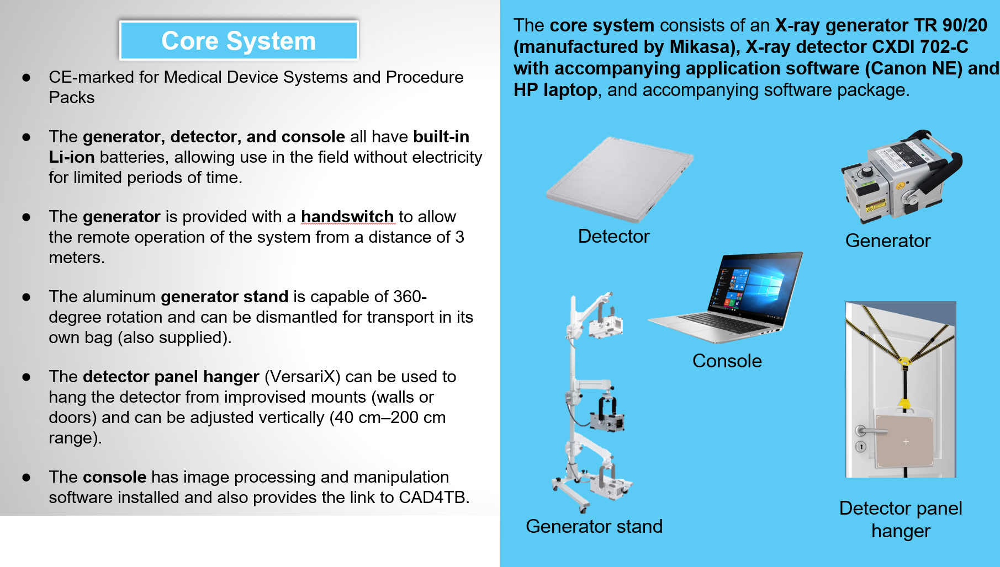 Core System
● CE-marked for Medical Device Systems and Procedure
Packs
● The generator, detector, and console all have built-in
Li-ion batteries, allowing use in the field without electricity
for limited periods of time.
● The generator is provided with a handswitch to allow
the remote operation of the system from a distance of 3
meters.
● The aluminum generator stand is capable of 360-
degree rotation and can be dismantled for transport in its
own bag (also supplied).
● The detector panel hanger (VersariX) can be used to
hang the detector from improvised mounts (walls or
doors) and can be adjusted vertically (40 cm–200 cm
range).
● The console has image processing and manipulation
software installed and also provides the link to CAD4TB.
The core system consists of an X-ray generator TR 90/20
(manufactured by Mikasa), X-ray detector CXDI 702-C
with accompanying application software (Canon NE) and
HP laptop, and accompanying software package.
Detector
Generator
Console
Generator stand
Detector panel
hanger